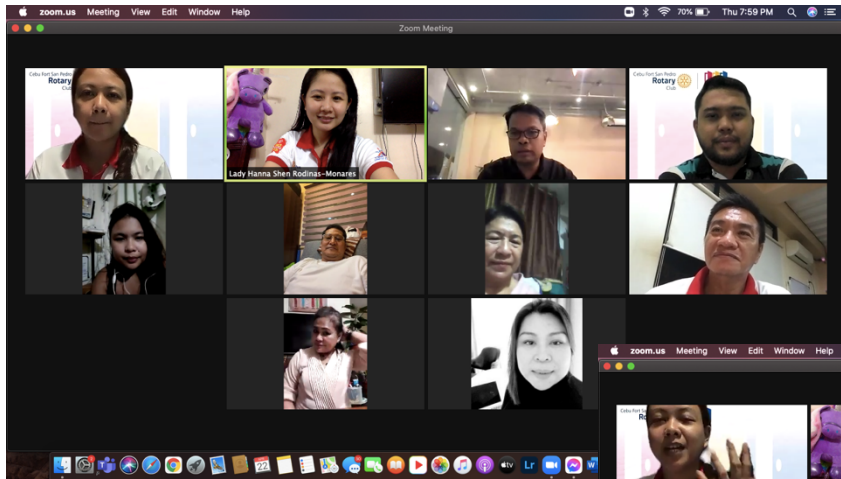 zoom.us Meeting View Edit Window Help 70% Thu 7:59 PM
Zoom Meeting
Cebu Fort San Pedro
Rotary
Club
Cebu Fort San Pedro
Rotary
Club
Lady Hanna Shen Rodinas-Monares
zoom.us Meeting View Edit Window Help
Cebu Fort
22
tv
Lr
W